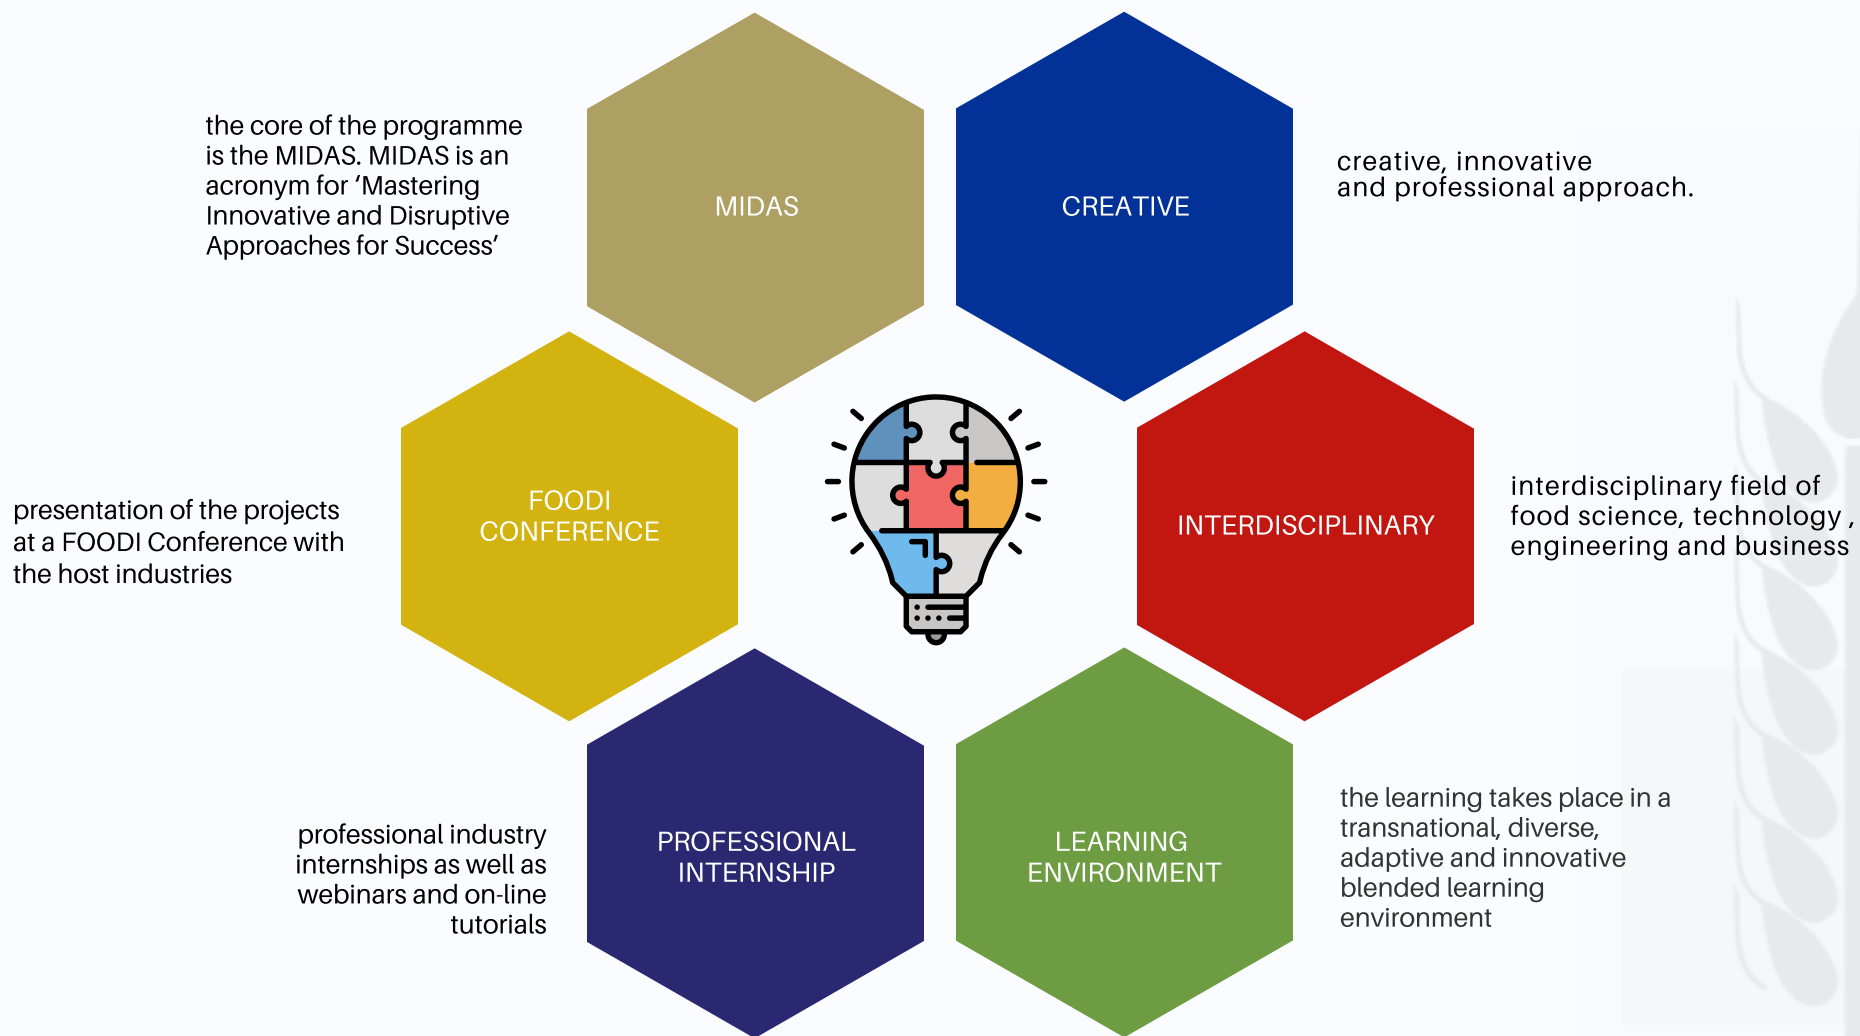 the core of the programme
is the MIDAS. MIDAS is an
acronym for ‘Mastering
Innovative and Disruptive
Approaches for Success’
MIDAS
CREATIVE
creative, innovative
and professional approach.
presentation of the projects
at a FOODI Conference with
the host industries
FOODI
CONFERENCE
INTERDISCIPLINARY
interdisciplinary field of
food science, technology ,
engineering and business
professional industry
internships as well as
webinars and on-line
tutorials
PROFESSIONAL
INTERNSHIP
LEARNING
ENVIRONMENT
the learning takes place in a
transnational, diverse,
adaptive and innovative
blended learning
environment